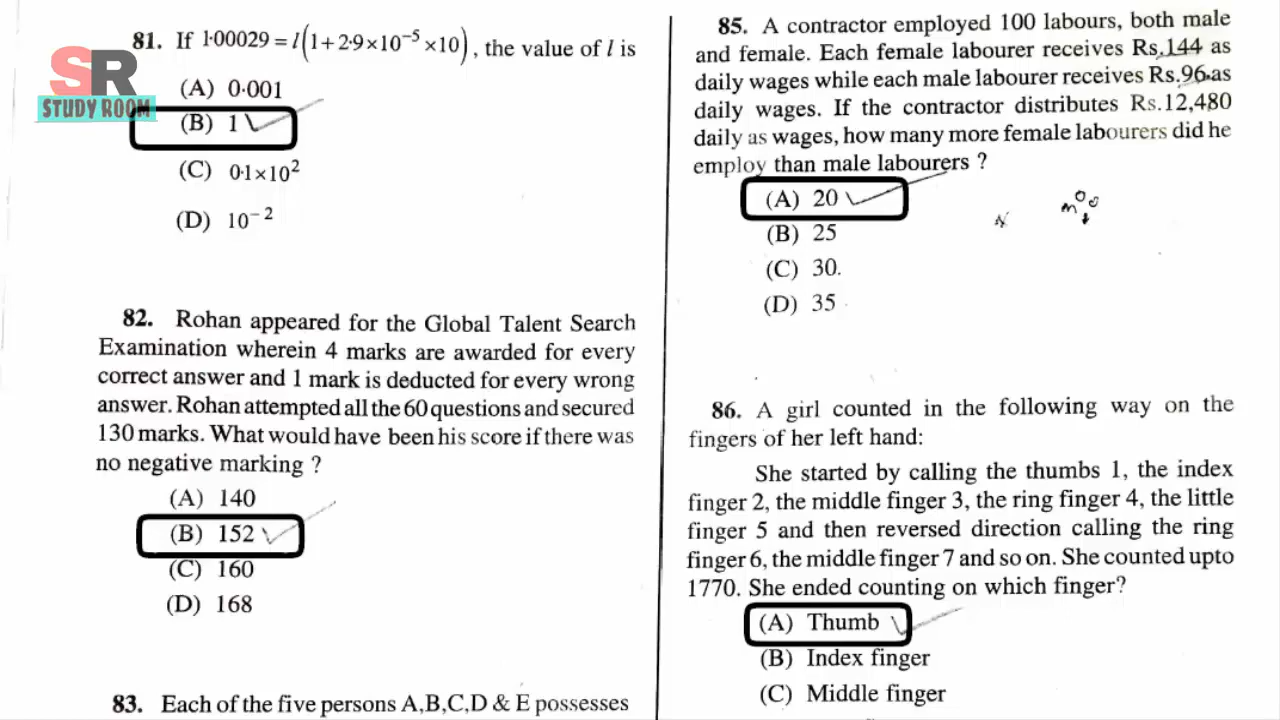 SR
STUDY ROOM
81. If 1·00029 = l(1+2·9×10⁻⁵×10), the value of l is
(A) 0·001
(B) 1
(C) 0·1×10²
(D) 10⁻²
82. Rohan appeared for the Global Talent Search
Examination wherein 4 marks are awarded for every
correct answer and 1 mark is deducted for every wrong
answer. Rohan attempted all the 60 questions and secured
130 marks. What would have been his score if there was
no negative marking ?
(A) 140
(B) 152
(C) 160
(D) 168
83. Each of the five persons A,B,C,D & E possesses
85. A contractor employed 100 labours, both male
and female. Each female labourer receives Rs.144 as
daily wages while each male labourer receives Rs.96 as
daily wages. If the contractor distributes Rs.12,480
daily as wages, how many more female labourers did he
employ than male labourers ?
(A) 20
(B) 25
(C) 30.
(D) 35
86. A girl counted in the following way on the
fingers of her left hand:
She started by calling the thumbs 1, the index
finger 2, the middle finger 3, the ring finger 4, the little
finger 5 and then reversed direction calling the ring
finger 6, the middle finger 7 and so on. She counted upto
1770. She ended counting on which finger?
(A) Thumb
(B) Index finger
(C) Middle finger